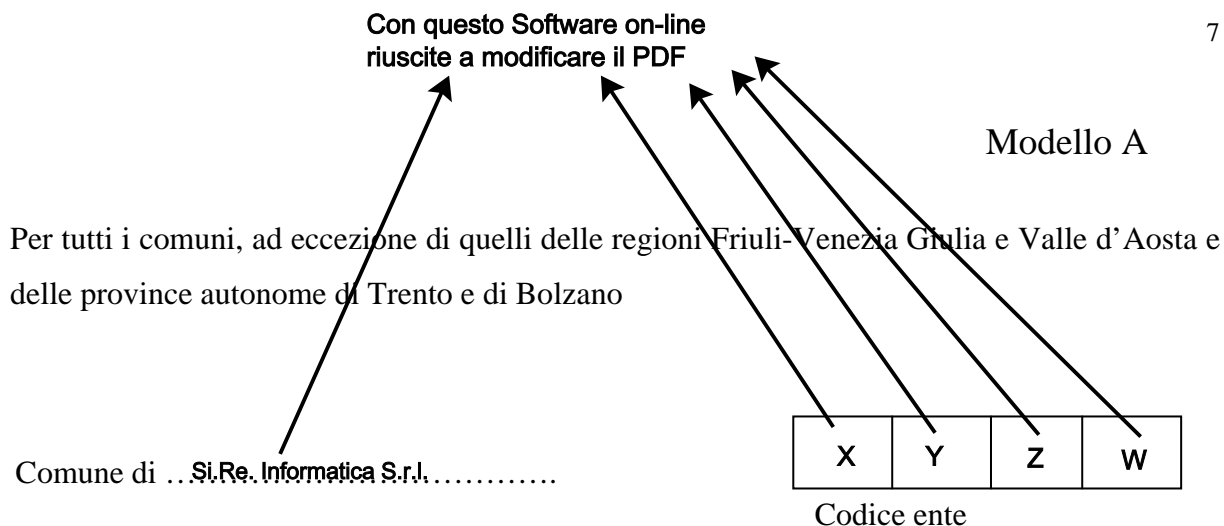 Con questo Software on-line
riuscite a modificare il PDF
7
Modello A
Per tutti i comuni, ad eccezione di quelli delle regioni Friuli-Venezia Giulia e Valle d’Aosta e
delle province autonome di Trento e di Bolzano
Comune di …Si.Re. Informatica S.r.l.……………….
X Y Z W
Codice ente